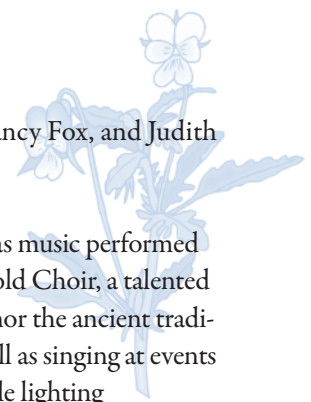 ncy Fox, and Judith
as music performed
old Choir, a talented
nor the ancient tradi-
ll as singing at events
le lighting